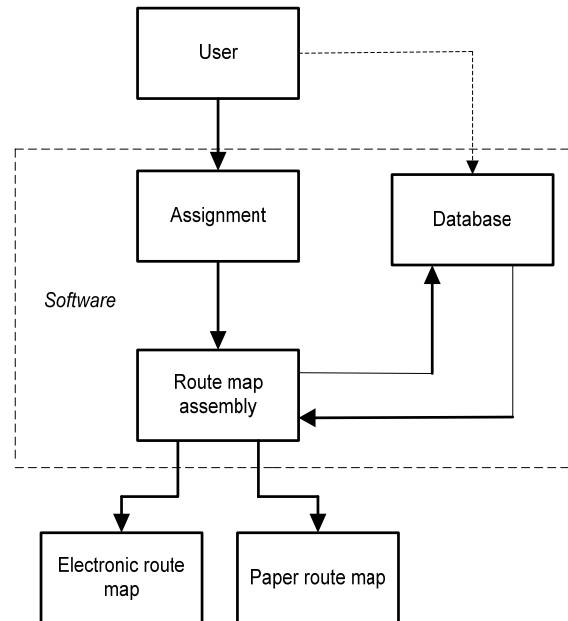 User
Assignment
Database
Software
Route map
assembly
Electronic route
map
Paper route map